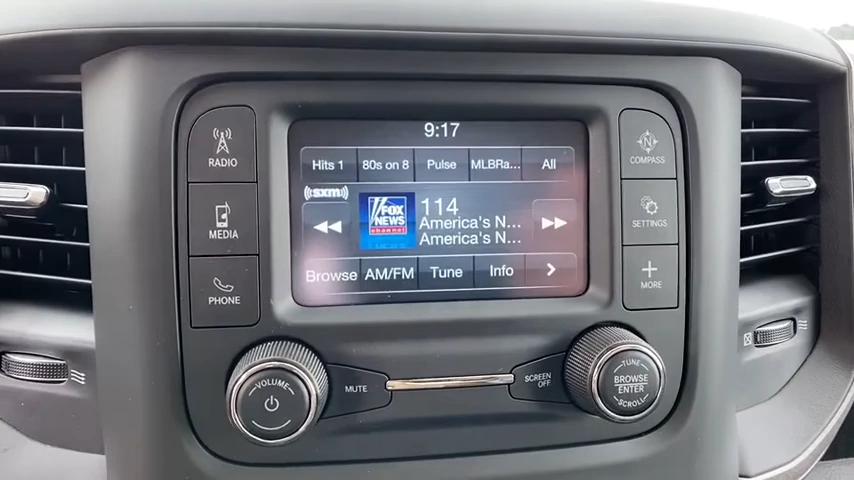 9:17
Hits 1 80s on 8 Pulse MLBRa... All
((sxm))
FOX
NEWS
channel
114
America's N...
America's N...
Browse AM/FM Tune Info >
RADIO
MEDIA
PHONE
N
COMPASS
SETTINGS
MORE
VOLUME
MUTE
SCREEN
OFF
TUNE
BROWSE
ENTER
SCROLL